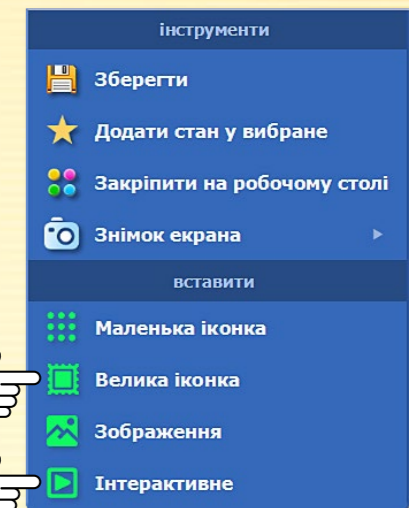 інструменти
Зберегти
Додати стан у вибране
Закріпити на робочому столі
Знімок екрана
вставити
Маленька іконка
Велика іконка
Зображення
Інтерактивне